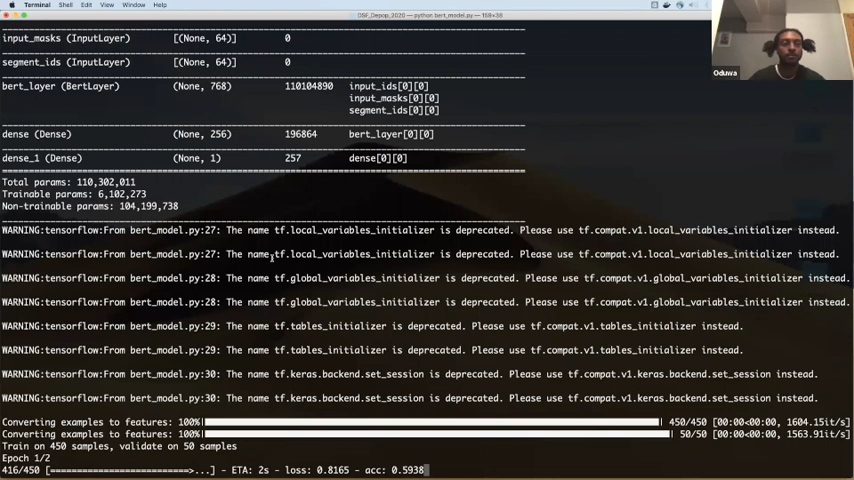 Terminal Shell Edit View Window Help
DSF_Depop_2020 — python bert_model.py — 159×38
input_masks (InputLayer) [(None, 64)] 0
segment_ids (InputLayer) [(None, 64)] 0
bert_layer (BertLayer) (None, 768) 110104890 input_ids[0][0]
input_masks[0][0]
segment_ids[0][0]
dense (Dense) (None, 256) 196864 bert_layer[0][0]
dense_1 (Dense) (None, 1) 257 dense[0][0]
Total params: 110,302,011
Trainable params: 6,102,273
Non-trainable params: 104,199,738
WARNING:tensorflow:From bert_model.py:27: The name tf.local_variables_initializer is deprecated. Please use tf.compat.v1.local_variables_initializer instead.
WARNING:tensorflow:From bert_model.py:27: The name tf.local_variables_initializer is deprecated. Please use tf.compat.v1.local_variables_initializer instead.
WARNING:tensorflow:From bert_model.py:28: The name tf.global_variables_initializer is deprecated. Please use tf.compat.v1.global_variables_initializer instead.
WARNING:tensorflow:From bert_model.py:28: The name tf.global_variables_initializer is deprecated. Please use tf.compat.v1.global_variables_initializer instead.
WARNING:tensorflow:From bert_model.py:29: The name tf.tables_initializer is deprecated. Please use tf.compat.v1.tables_initializer instead.
WARNING:tensorflow:From bert_model.py:29: The name tf.tables_initializer is deprecated. Please use tf.compat.v1.tables_initializer instead.
WARNING:tensorflow:From bert_model.py:30: The name tf.keras.backend.set_session is deprecated. Please use tf.compat.v1.keras.backend.set_session instead.
WARNING:tensorflow:From bert_model.py:30: The name tf.keras.backend.set_session is deprecated. Please use tf.compat.v1.keras.backend.set_session instead.
Converting examples to features: 100%| | 450/450 [00:00<00:00, 1604.15it/s]
Converting examples to features: 100%| | 50/50 [00:00<00:00, 1563.91it/s]
Train on 450 samples, validate on 50 samples
Epoch 1/2
416/450 [==========================>...] - ETA: 2s - loss: 0.8165 - acc: 0.5938
Oduwa